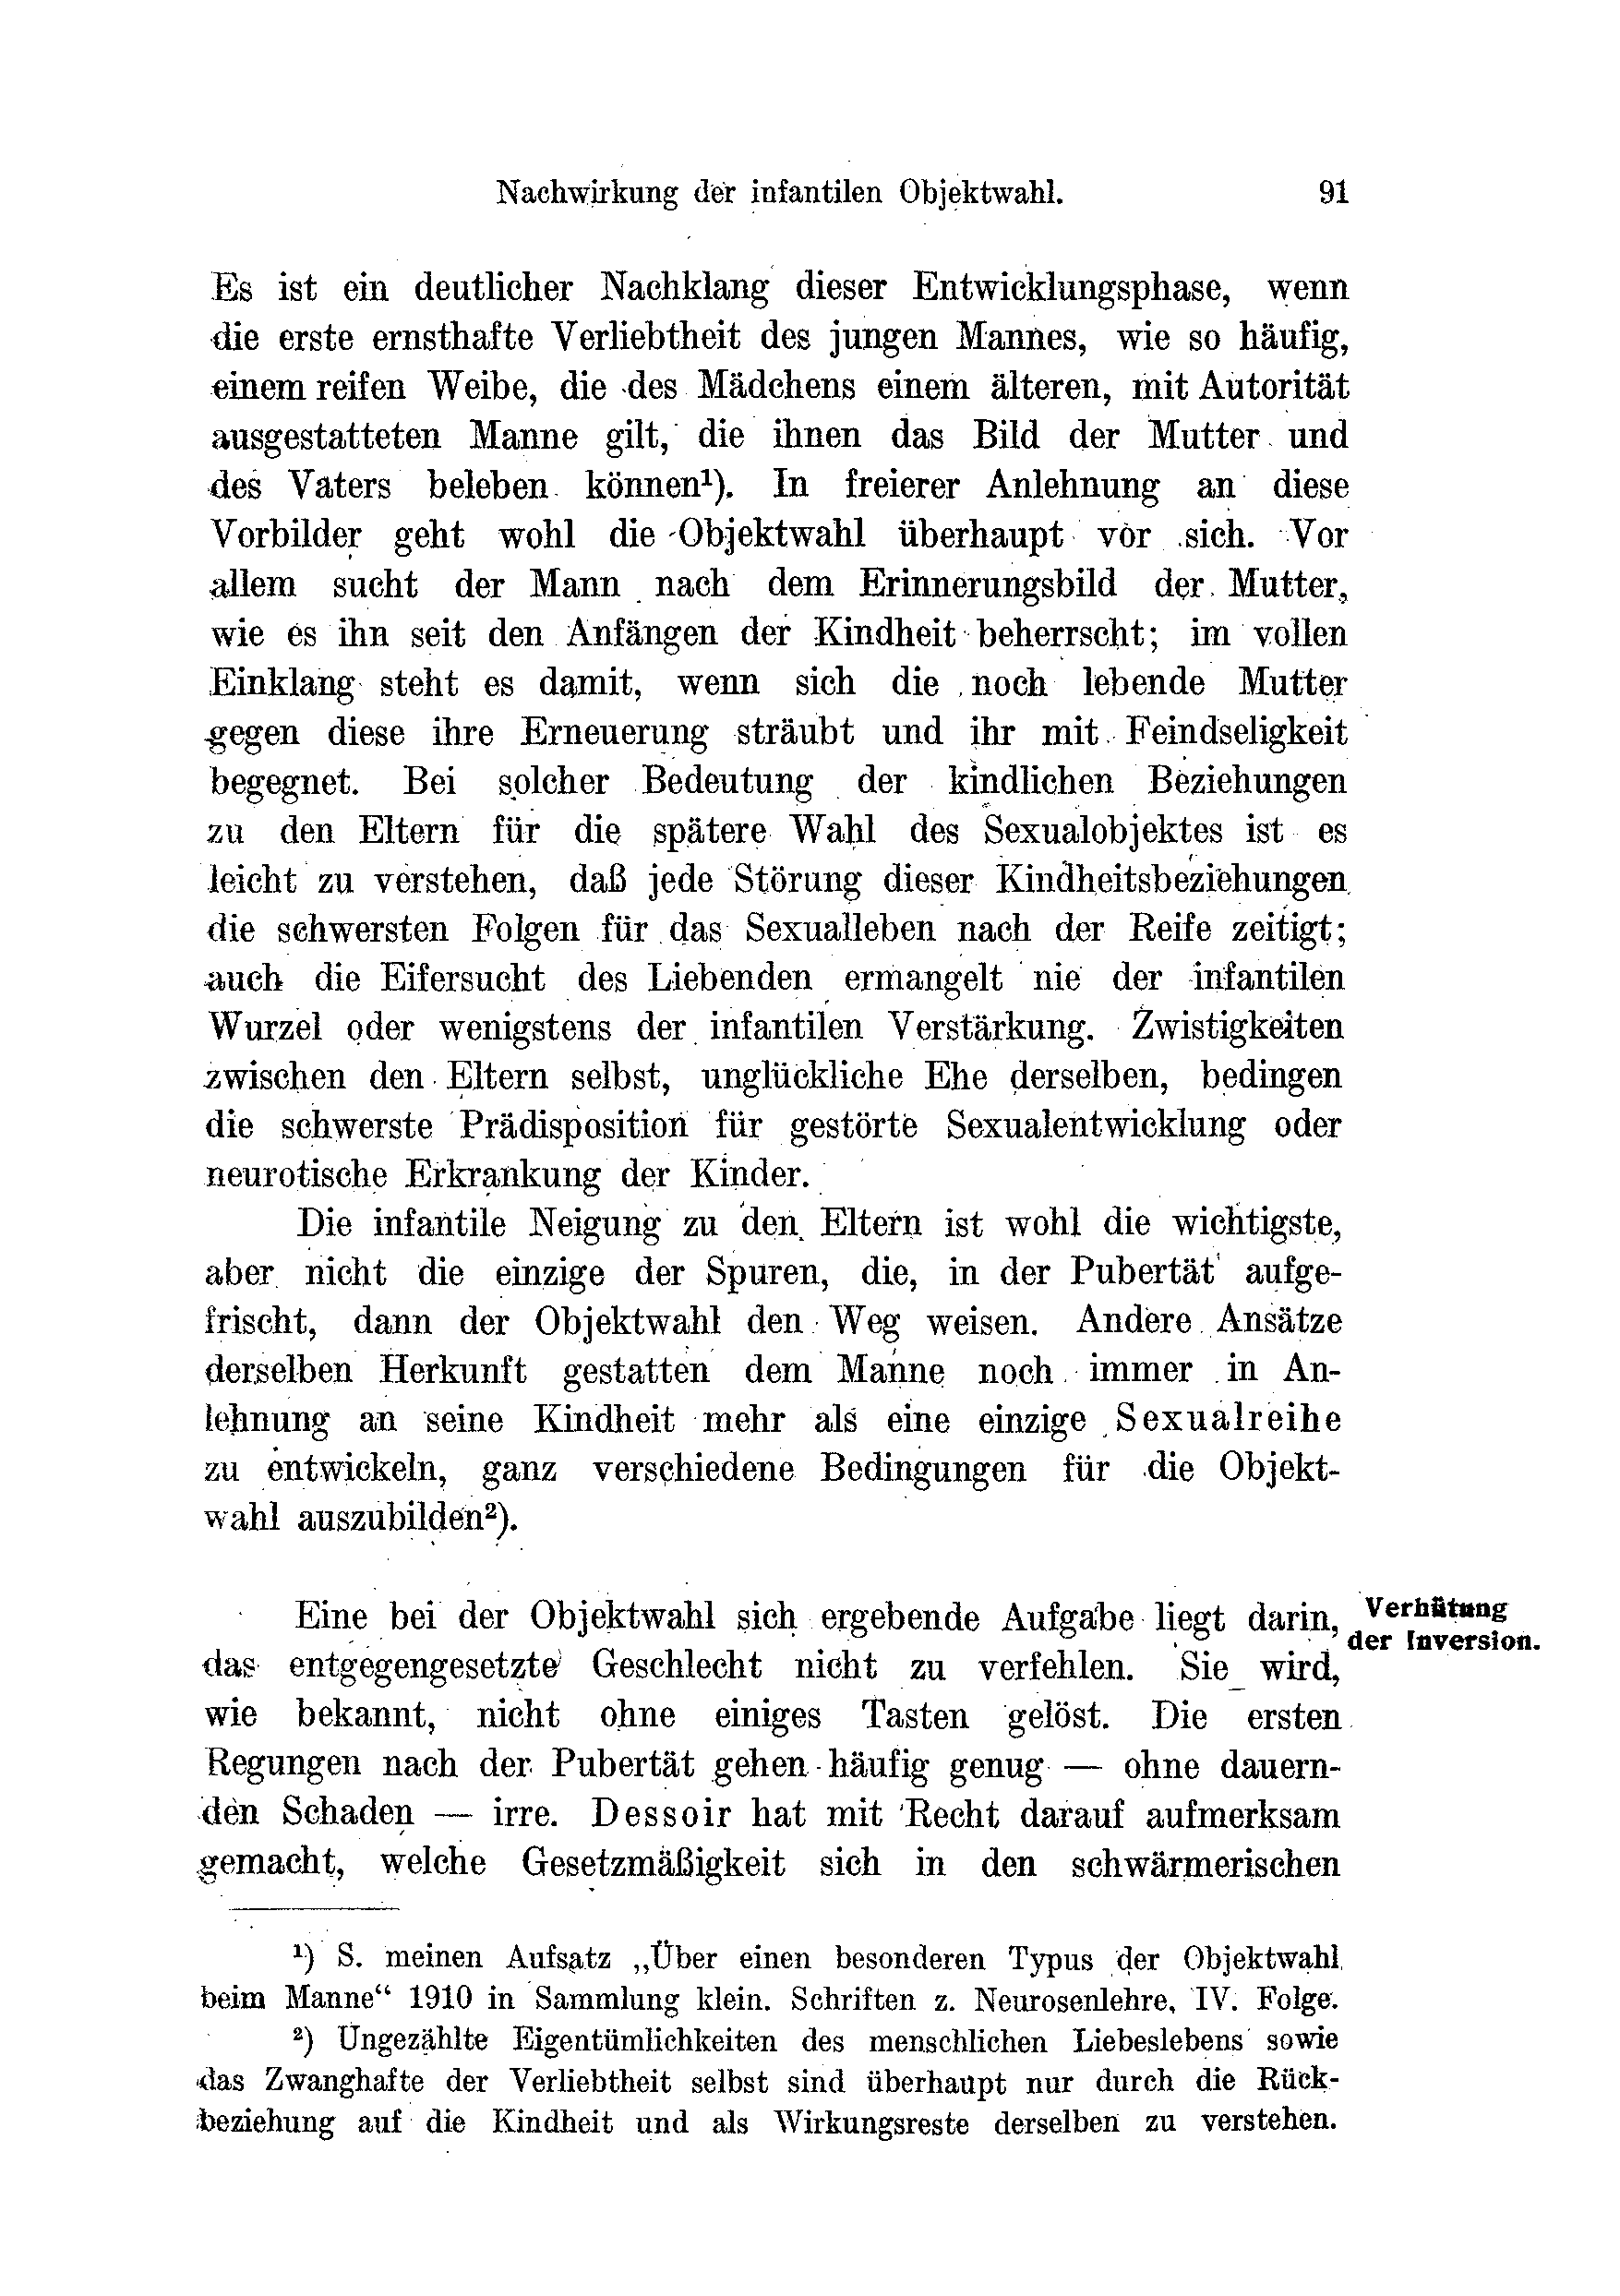 Nachwirkung der infantilen Objektwahl. 91
Es ist ein deutlicher Nachklang dieser Entwicklungsphase, wenn
die erste ernsthafte Verliebtheit des jungen Mannes, wie so häufig,
einem reifen Weibe, die des Mädchens einem älteren, mit Autorität
ausgestatteten Manne gilt, die ihnen das Bild der Mutter und
des Vaters beleben können¹). In freierer Anlehnung an diese
Vorbilder geht wohl die Objektwahl überhaupt vor sich. Vor
allem sucht der Mann nach dem Erinnerungsbild der Mutter,
wie es ihn seit den Anfängen der Kindheit beherrscht; im vollen
Einklang steht es damit, wenn sich die noch lebende Mutter
gegen diese ihre Erneuerung sträubt und ihr mit Feindseligkeit
begegnet. Bei solcher Bedeutung der kindlichen Beziehungen
zu den Eltern für die spätere Wahl des Sexualobjektes ist es
leicht zu verstehen, daß jede Störung dieser Kindheitsbeziehungen
die schwersten Folgen für das Sexualleben nach der Reife zeitigt;
auch die Eifersucht des Liebenden ermangelt nie der infantilen
Wurzel oder wenigstens der infantilen Verstärkung. Zwistigkeiten
zwischen den Eltern selbst, unglückliche Ehe derselben, bedingen
die schwerste Prädisposition für gestörte Sexualentwicklung oder
neurotische Erkrankung der Kinder.
Die infantile Neigung zu den Eltern ist wohl die wichtigste,
aber nicht die einzige der Spuren, die, in der Pubertät aufge-
frischt, dann der Objektwahl den Weg weisen. Andere Ansätze
derselben Herkunft gestatten dem Manne noch immer in An-
lehnung an seine Kindheit mehr als eine einzige Sexualreihe
zu entwickeln, ganz verschiedene Bedingungen für die Objekt-
wahl auszubilden²).
Eine bei der Objektwahl sich ergebende Aufgabe liegt darin,
das entgegengesetzte Geschlecht nicht zu verfehlen. Sie wird,
wie bekannt, nicht ohne einiges Tasten gelöst. Die ersten
Regungen nach der Pubertät gehen häufig genug — ohne dauern-
den Schaden — irre. Dessoir hat mit Recht darauf aufmerksam
gemacht, welche Gesetzmäßigkeit sich in den schwärmerischen
Verhütung
der Inversion.
¹) S. meinen Aufsatz „Über einen besonderen Typus der Objektwahl
beim Manne“ 1910 in Sammlung klein. Schriften z. Neurosenlehre, IV. Folge.
²) Ungezählte Eigentümlichkeiten des menschlichen Liebeslebens sowie
das Zwanghafte der Verliebtheit selbst sind überhaupt nur durch die Rück-
beziehung auf die Kindheit und als Wirkungsreste derselben zu verstehen.